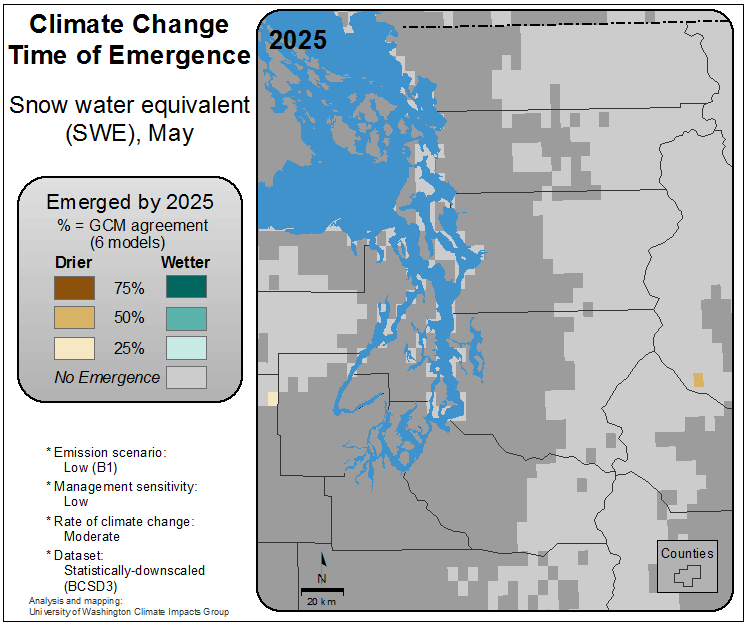 Climate Change
Time of Emergence
Snow water equivalent
(SWE), May
Emerged by 2025
% = GCM agreement
(6 models)
Drier Wetter
75%
50%
25%
No Emergence
* Emission scenario:
Low (B1)
* Management sensitivity:
Low
* Rate of climate change:
Moderate
* Dataset:
Statistically-downscaled
(BCSD3)
Analysis and mapping:
University of Washington Climate Impacts Group
2025
N
20 km
Counties